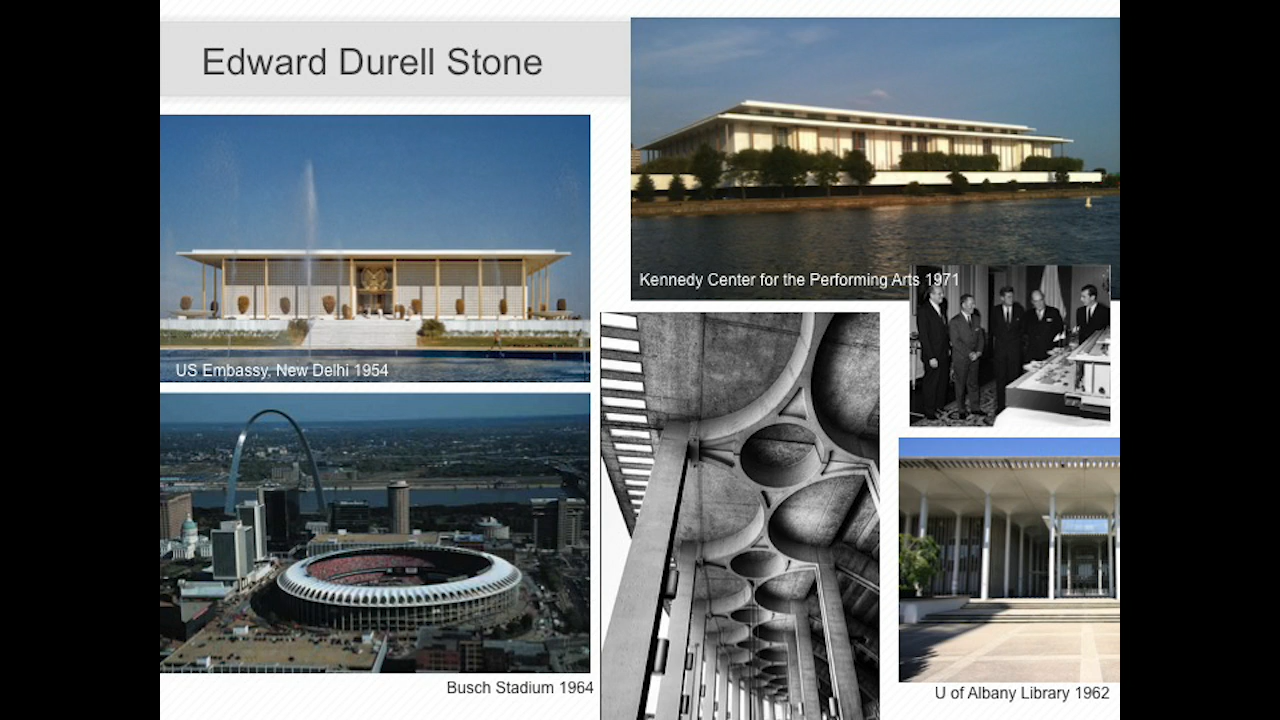 Edward Durell Stone
Kennedy Center for the Performing Arts 1971
US Embassy, New Delhi 1954
Busch Stadium 1964
U of Albany Library 1962